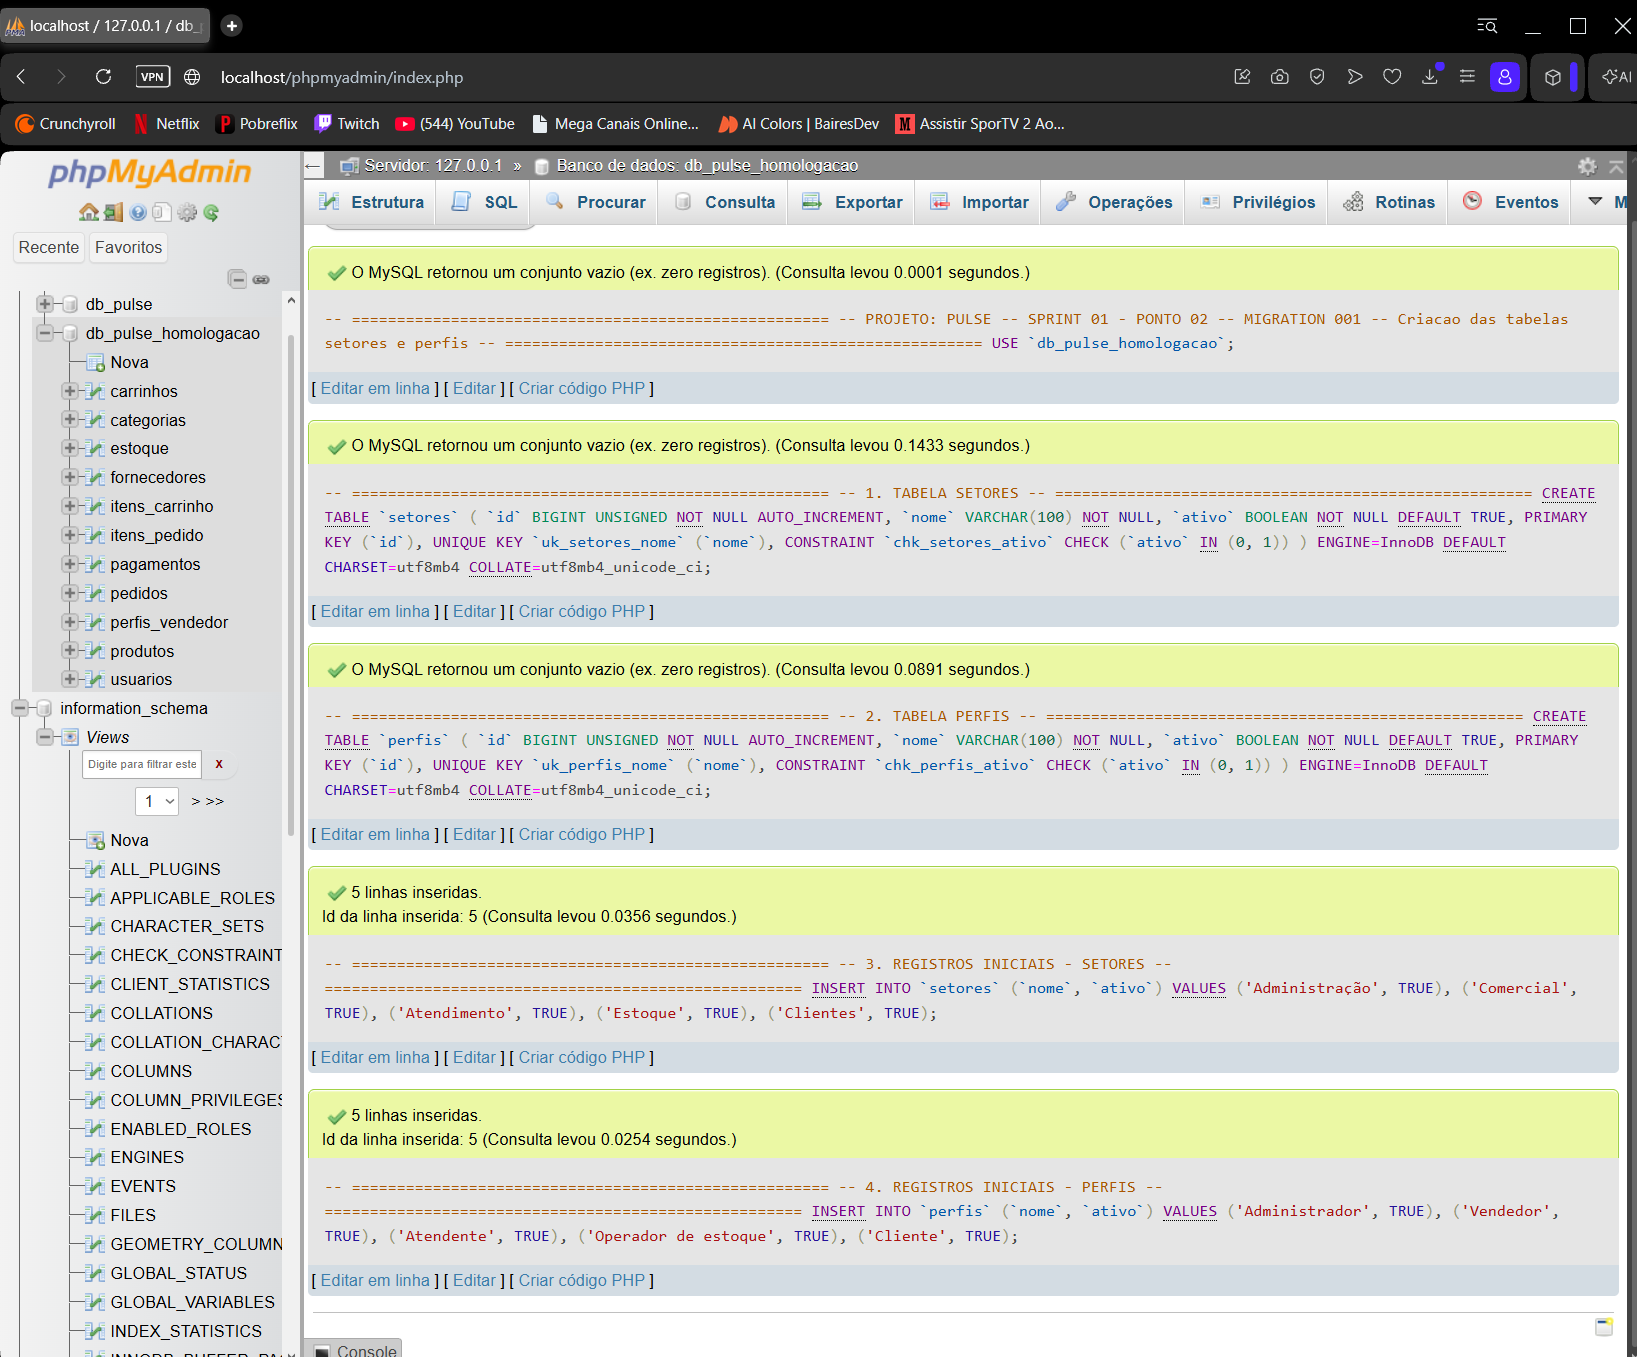 localhost / 127.0.0.1 / db_
VPN localhost/phpmyadmin/index.php AI
Crunchyroll Netflix Pobreflix Twitch (544) YouTube Mega Canais Online... AI Colors | BairesDev Assistir SporTV 2 Ao...
phpMyAdmin
Recente Favoritos
db_pulse
db_pulse_homologacao
Nova
carrinhos
categorias
estoque
fornecedores
itens_carrinho
itens_pedido
pagamentos
pedidos
perfis_vendedor
produtos
usuarios
information_schema
Views
Digite para filtrar este X
1 > >>
Nova
ALL_PLUGINS
APPLICABLE_ROLES
CHARACTER_SETS
CHECK_CONSTRAINT
CLIENT_STATISTICS
COLLATIONS
COLLATION_CHARAC
COLUMNS
COLUMN_PRIVILEGES
ENABLED_ROLES
ENGINES
EVENTS
FILES
GEOMETRY_COLUMN
GLOBAL_STATUS
GLOBAL_VARIABLES
INDEX_STATISTICS
Servidor: 127.0.0.1 » Banco de dados: db_pulse_homologacao
Estrutura SQL Procurar Consulta Exportar Importar Operações Privilégios Rotinas Eventos M
O MySQL retornou um conjunto vazio (ex. zero registros). (Consulta levou 0.0001 segundos.)
-- ===================================================== -- PROJETO: PULSE -- SPRINT 01 - PONTO 02 -- MIGRATION 001 -- Criacao das tabelas
setores e perfis -- ===================================================== USE `db_pulse_homologacao`;
[ Editar em linha ] [ Editar ] [ Criar código PHP ]
O MySQL retornou um conjunto vazio (ex. zero registros). (Consulta levou 0.1433 segundos.)
-- ===================================================== -- 1. TABELA SETORES -- ===================================================== CREATE
TABLE `setores` ( `id` BIGINT UNSIGNED NOT NULL AUTO_INCREMENT, `nome` VARCHAR(100) NOT NULL, `ativo` BOOLEAN NOT NULL DEFAULT TRUE, PRIMARY
KEY (`id`), UNIQUE KEY `uk_setores_nome` (`nome`), CONSTRAINT `chk_setores_ativo` CHECK (`ativo` IN (0, 1)) ) ENGINE=InnoDB DEFAULT
CHARSET=utf8mb4 COLLATE=utf8mb4_unicode_ci;
[ Editar em linha ] [ Editar ] [ Criar código PHP ]
O MySQL retornou um conjunto vazio (ex. zero registros). (Consulta levou 0.0891 segundos.)
-- ===================================================== -- 2. TABELA PERFIS -- ===================================================== CREATE
TABLE `perfis` ( `id` BIGINT UNSIGNED NOT NULL AUTO_INCREMENT, `nome` VARCHAR(100) NOT NULL, `ativo` BOOLEAN NOT NULL DEFAULT TRUE, PRIMARY
KEY (`id`), UNIQUE KEY `uk_perfis_nome` (`nome`), CONSTRAINT `chk_perfis_ativo` CHECK (`ativo` IN (0, 1)) ) ENGINE=InnoDB DEFAULT
CHARSET=utf8mb4 COLLATE=utf8mb4_unicode_ci;
[ Editar em linha ] [ Editar ] [ Criar código PHP ]
5 linhas inseridas.
Id da linha inserida: 5 (Consulta levou 0.0356 segundos.)
-- ===================================================== -- 3. REGISTROS INICIAIS - SETORES --
===================================================== INSERT INTO `setores` (`nome`, `ativo`) VALUES ('Administração', TRUE), ('Comercial',
TRUE), ('Atendimento', TRUE), ('Estoque', TRUE), ('Clientes', TRUE);
[ Editar em linha ] [ Editar ] [ Criar código PHP ]
5 linhas inseridas.
Id da linha inserida: 5 (Consulta levou 0.0254 segundos.)
-- ===================================================== -- 4. REGISTROS INICIAIS - PERFIS --
===================================================== INSERT INTO `perfis` (`nome`, `ativo`) VALUES ('Administrador', TRUE), ('Vendedor',
TRUE), ('Atendente', TRUE), ('Operador de estoque', TRUE), ('Cliente', TRUE);
[ Editar em linha ] [ Editar ] [ Criar código PHP ]
Console